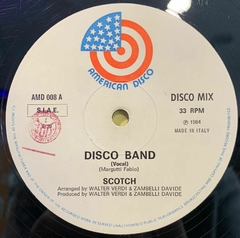 AMERICAN DISCO
AMD 008 A
DISCO MIX
S.I.A.E.
33 RPM
℗ 1984
MADE IN ITALY
DISCO BAND
(Vocal)
(Margutti Fabio)
SCOTCH
Arranged by WALTER VERDI & ZAMBELLI DAVIDE
Produced by WALTER VERDI & ZAMBELLI DAVIDE